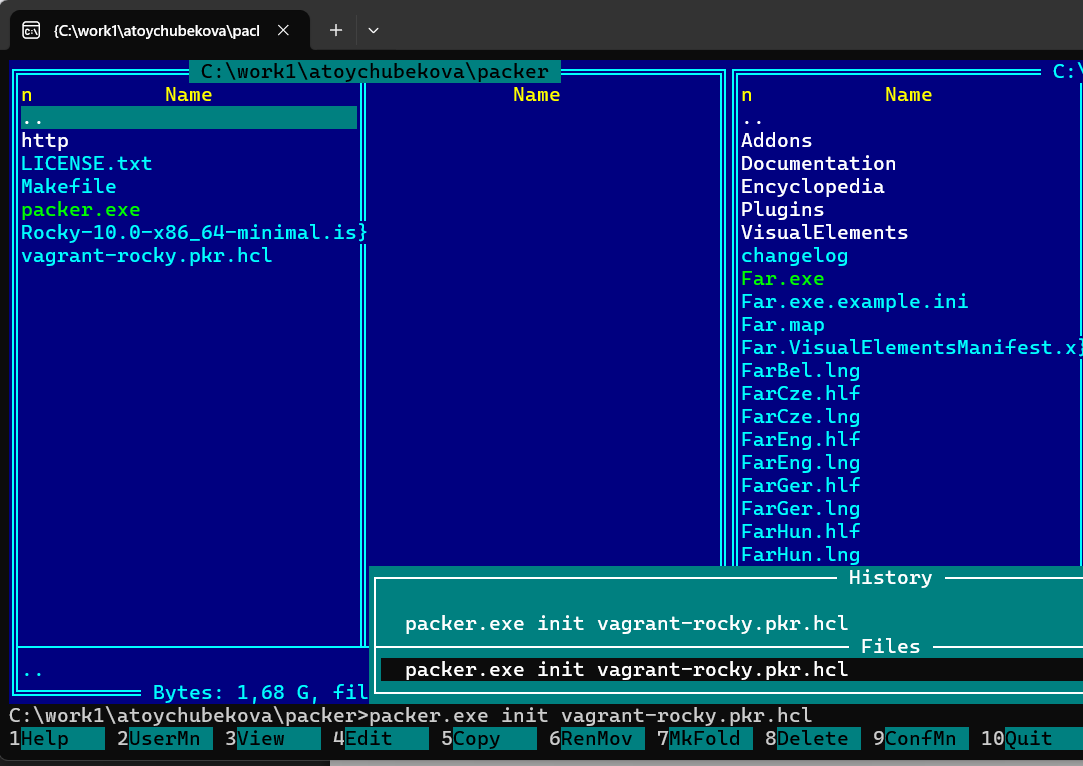 {C:\work1\atoychubekova\pacl
C:\work1\atoychubekova\packer
C:\
n Name Name
..
http
LICENSE.txt
Makefile
packer.exe
Rocky-10.0-x86_64-minimal.is}
vagrant-rocky.pkr.hcl
n Name
..
Addons
Documentation
Encyclopedia
Plugins
VisualElements
changelog
Far.exe
Far.exe.example.ini
Far.map
Far.VisualElementsManifest.x}
FarBel.lng
FarCze.hlf
FarCze.lng
FarEng.hlf
FarEng.lng
FarGer.hlf
FarGer.lng
FarHun.hlf
FarHun.lng
History
packer.exe init vagrant-rocky.pkr.hcl
Files
packer.exe init vagrant-rocky.pkr.hcl
..
Bytes: 1,68 G, fil
C:\work1\atoychubekova\packer>packer.exe init vagrant-rocky.pkr.hcl
1Help 2UserMn 3View 4Edit 5Copy 6RenMov 7MkFold 8Delete 9ConfMn 10Quit